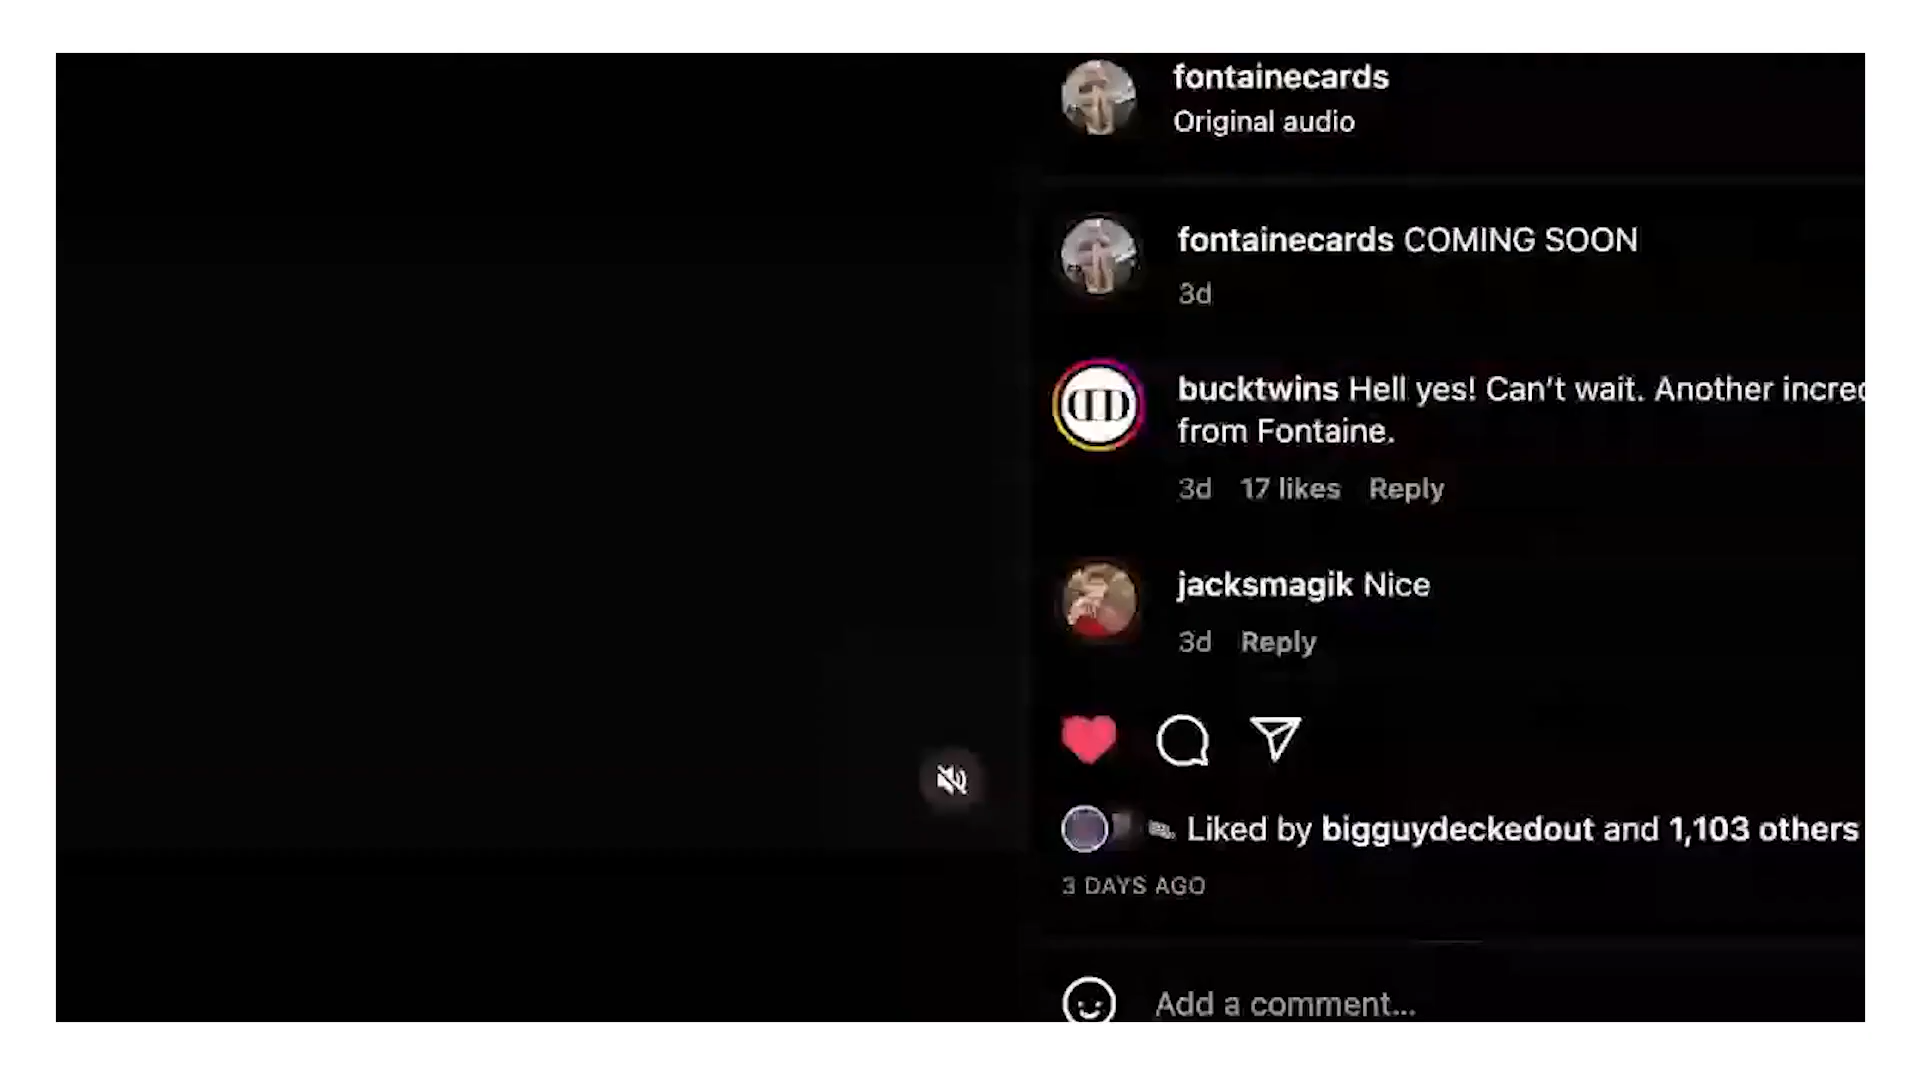 fontainecards
Original audio
fontainecards COMING SOON
3d
bucktwins Hell yes! Can't wait. Another
from Fontaine.
3d 17 likes Reply
jacksmagik Nice
3d Reply
Liked by bigguydeckedout and 1,103 others
3 DAYS AGO
Add a comment...